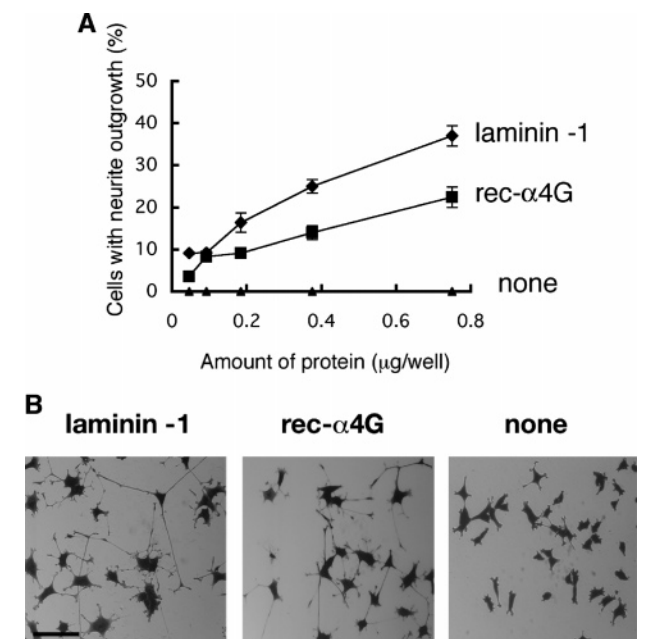 A
Cells with neurite outgrowth (%)
50
40
30
20
10
0
0 0.2 0.4 0.6 0.8
Amount of protein (µg/well)
laminin -1
rec-α4G
none
B
laminin -1 rec-α4G none